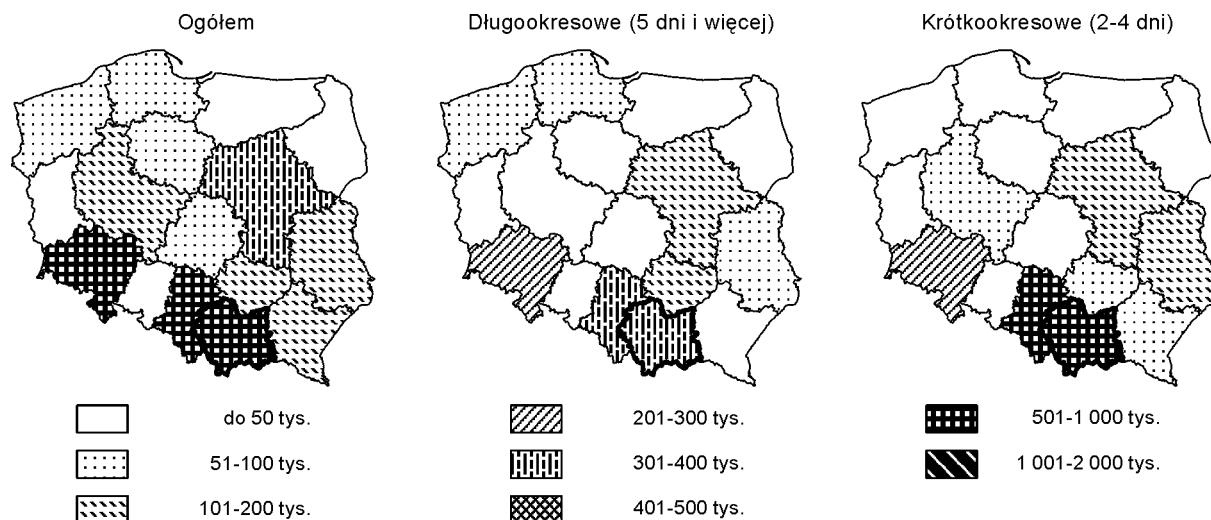 Ogółem
Długookresowe (5 dni i więcej)
Krótkookresowe (2-4 dni)
do 50 tys.
51-100 tys.
101-200 tys.
201-300 tys.
301-400 tys.
401-500 tys.
501-1 000 tys.
1 001-2 000 tys.